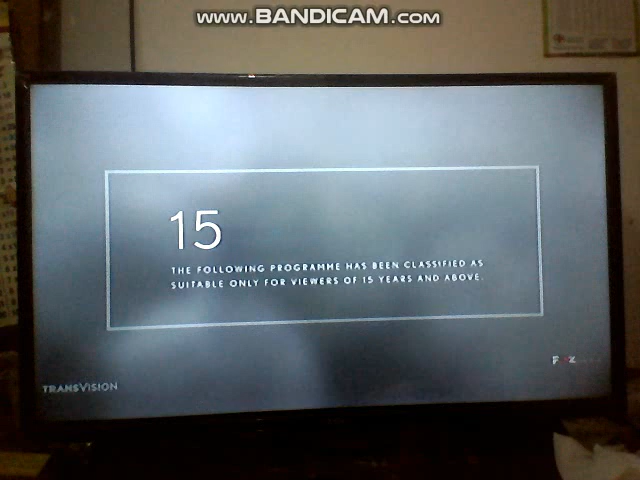 www.BANDICAM.com
15
THE FOLLOWING PROGRAMME HAS BEEN CLASSIFIED AS
SUITABLE ONLY FOR VIEWERS OF 15 YEARS AND ABOVE.
TRANSVISION